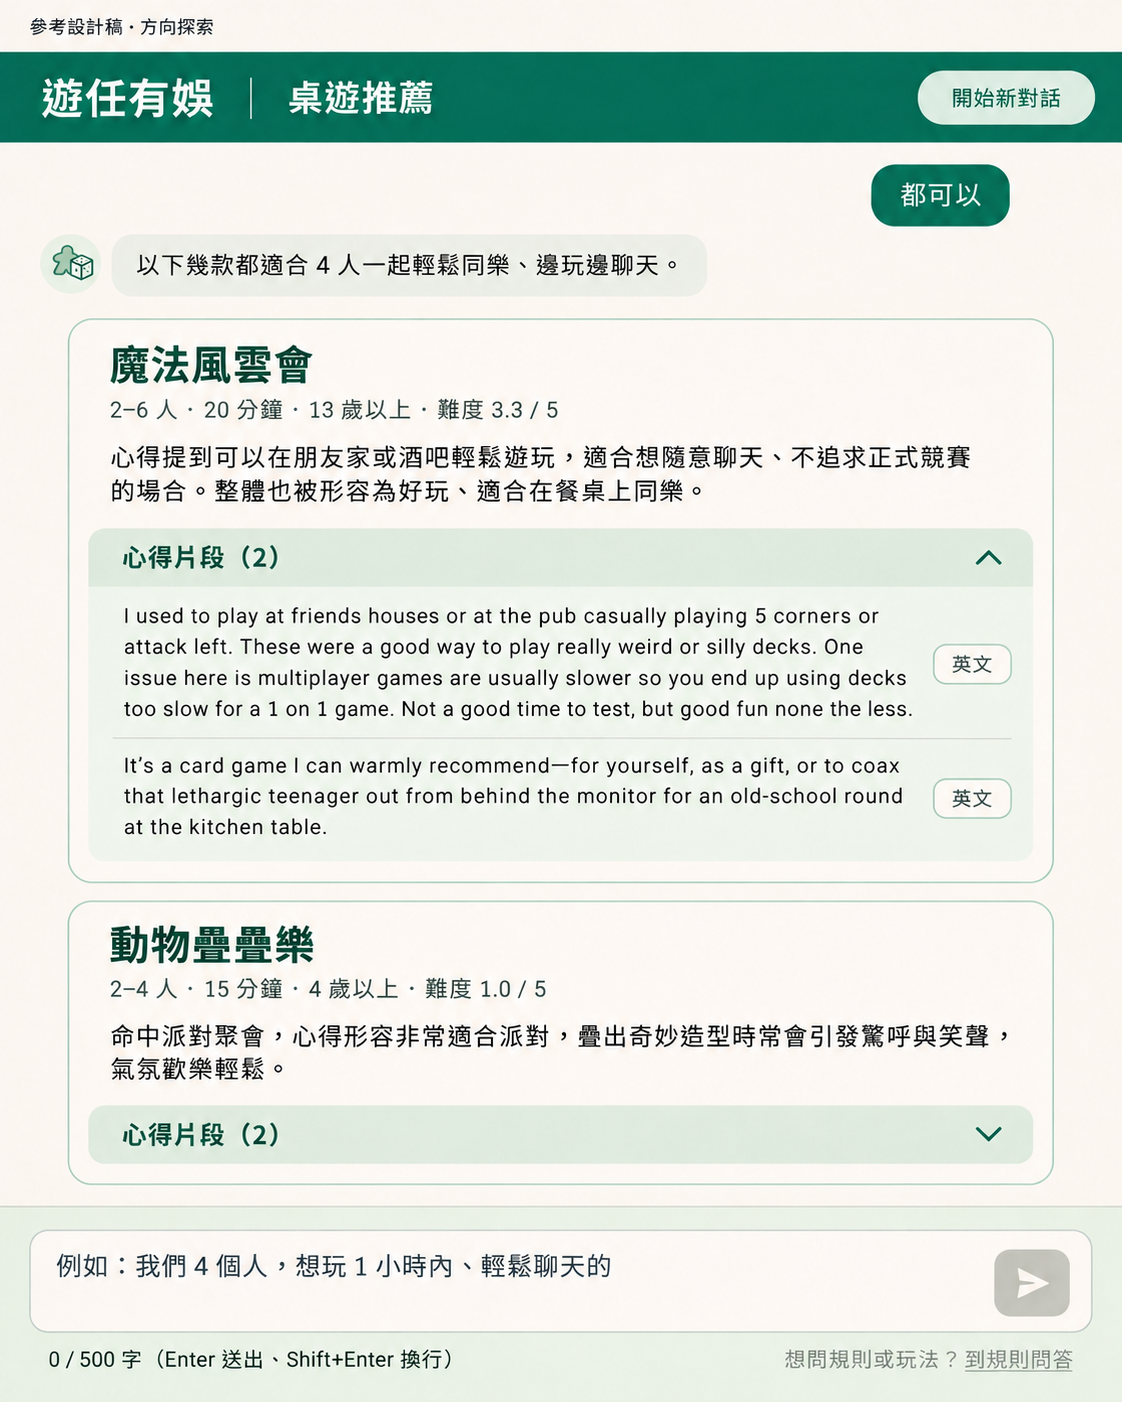 參考設計稿・方向探索
遊任有娛
桌遊推薦
開始新對話
都可以
以下幾款都適合 4 人一起輕鬆同樂、邊玩邊聊天。
魔法風雲會
2–6 人・20 分鐘・13 歲以上・難度 3.3 / 5
心得提到可以在朋友家或酒吧輕鬆遊玩，適合想隨意聊天、不追求正式競賽
的場合。整體也被形容為好玩、適合在餐桌上同樂。
心得片段（2）
I used to play at friends houses or at the pub casually playing 5 corners or
attack left. These were a good way to play really weird or silly decks. One
issue here is multiplayer games are usually slower so you end up using decks
too slow for a 1 on 1 game. Not a good time to test, but good fun none the less.
英文
It’s a card game I can warmly recommend—for yourself, as a gift, or to coax
that lethargic teenager out from behind the monitor for an old-school round
at the kitchen table.
英文
動物疊疊樂
2–4 人・15 分鐘・4 歲以上・難度 1.0 / 5
命中派對聚會，心得形容非常適合派對，疊出奇妙造型時常會引發驚呼與笑聲，
氣氛歡樂輕鬆。
心得片段（2）
例如：我們 4 個人，想玩 1 小時內、輕鬆聊天的
0 / 500 字（Enter 送出、Shift+Enter 換行）
想問規則或玩法？到規則問答